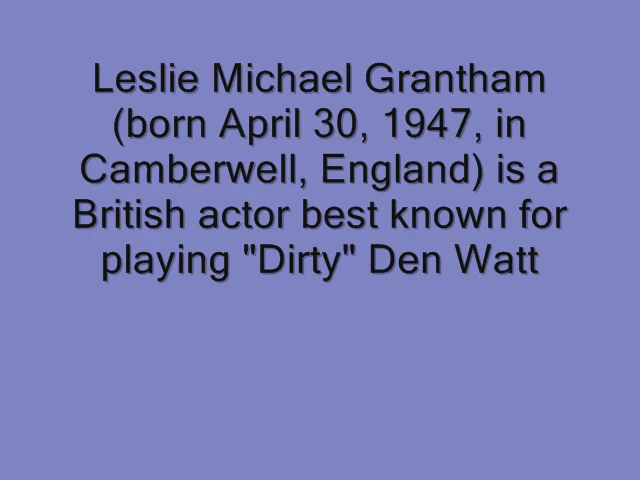 Leslie Michael Grantham
(born April 30, 1947, in
Camberwell, England) is a
British actor best known for
playing "Dirty" Den Watt